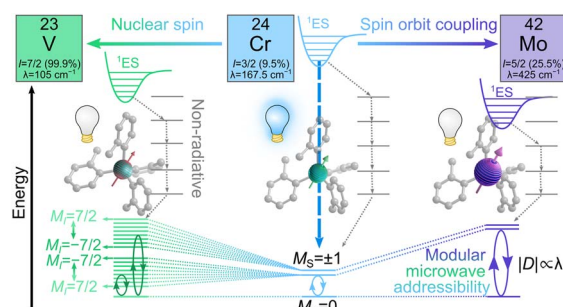 23
V
I=7/2 (99.9%)
λ=105 cm⁻¹
Nuclear spin
24
Cr
I=3/2 (9.5%)
λ=167.5 cm⁻¹
Spin orbit coupling
42
Mo
I=5/2 (25.5%)
λ=425 cm⁻¹
¹ES
¹ES
¹ES
Non-radiative
Energy
M_I=7/2
M_I=−7/2
M_I=−7/2
M_I=7/2
M_S=±1
Modular
microwave
addressibility
|D|∝λ